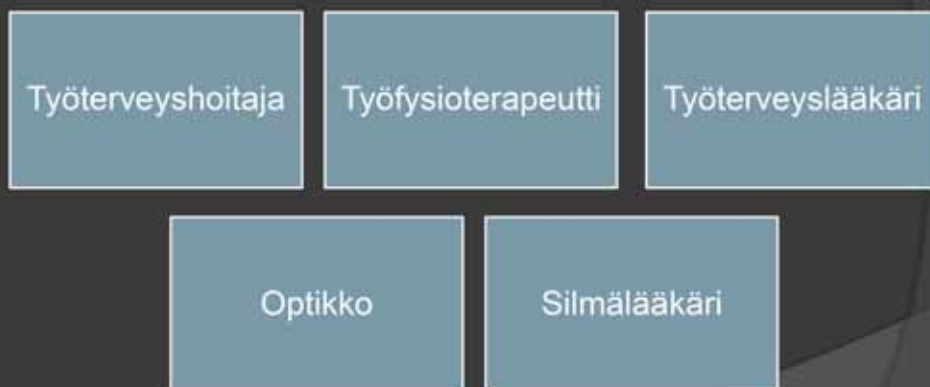 Työterveyshoitaja
Työfysioterapeutti
Työterveyslääkäri
Optikko
Silmälääkäri